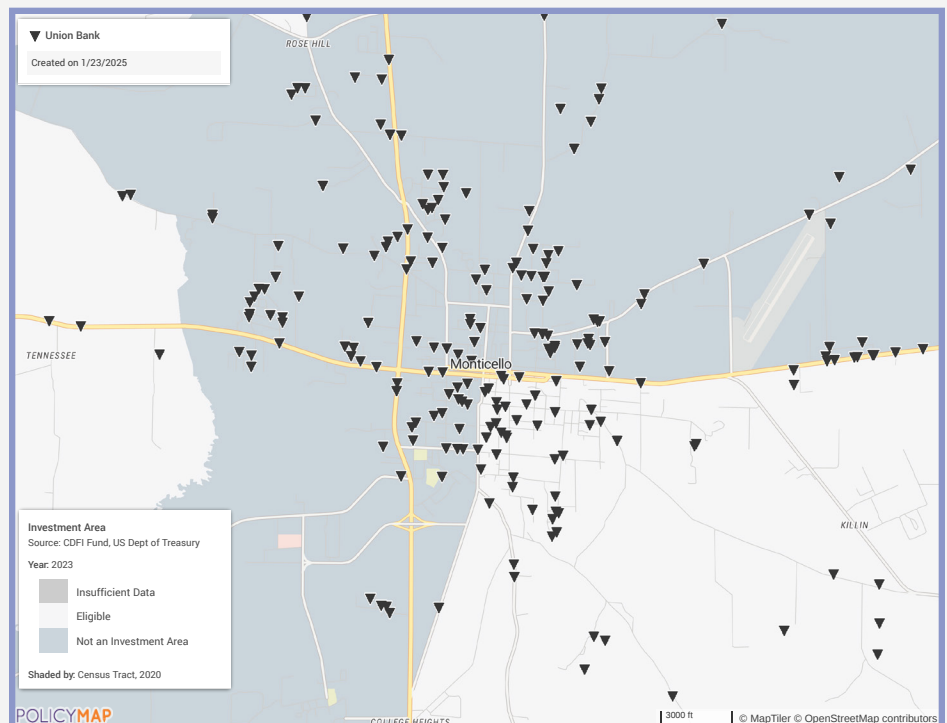 Union Bank
Created on 1/23/2025
ROSE HILL
TENNESSEE
Monticello
KILLIN
COLLEGE HEIGHTS
Investment Area
Source: CDFI Fund, US Dept of Treasury
Year: 2023
Insufficient Data
Eligible
Not an Investment Area
Shaded by: Census Tract, 2020
POLICYMAP
3000 ft
© MapTiler © OpenStreetMap contributors